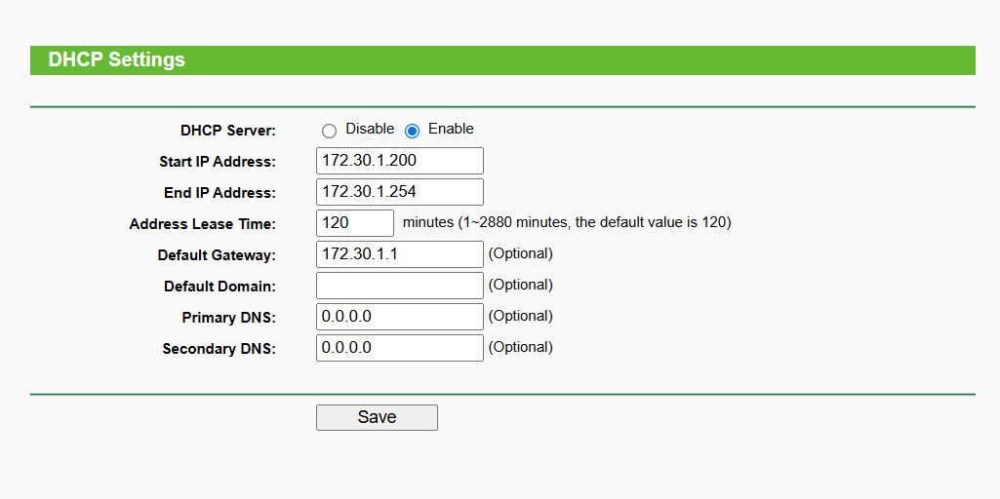 DHCP Settings
DHCP Server: Disable Enable
Start IP Address: 172.30.1.200
End IP Address: 172.30.1.254
Address Lease Time: 120 minutes (1~2880 minutes, the default value is 120)
Default Gateway: 172.30.1.1 (Optional)
Default Domain: (Optional)
Primary DNS: 0.0.0.0 (Optional)
Secondary DNS: 0.0.0.0 (Optional)
Save